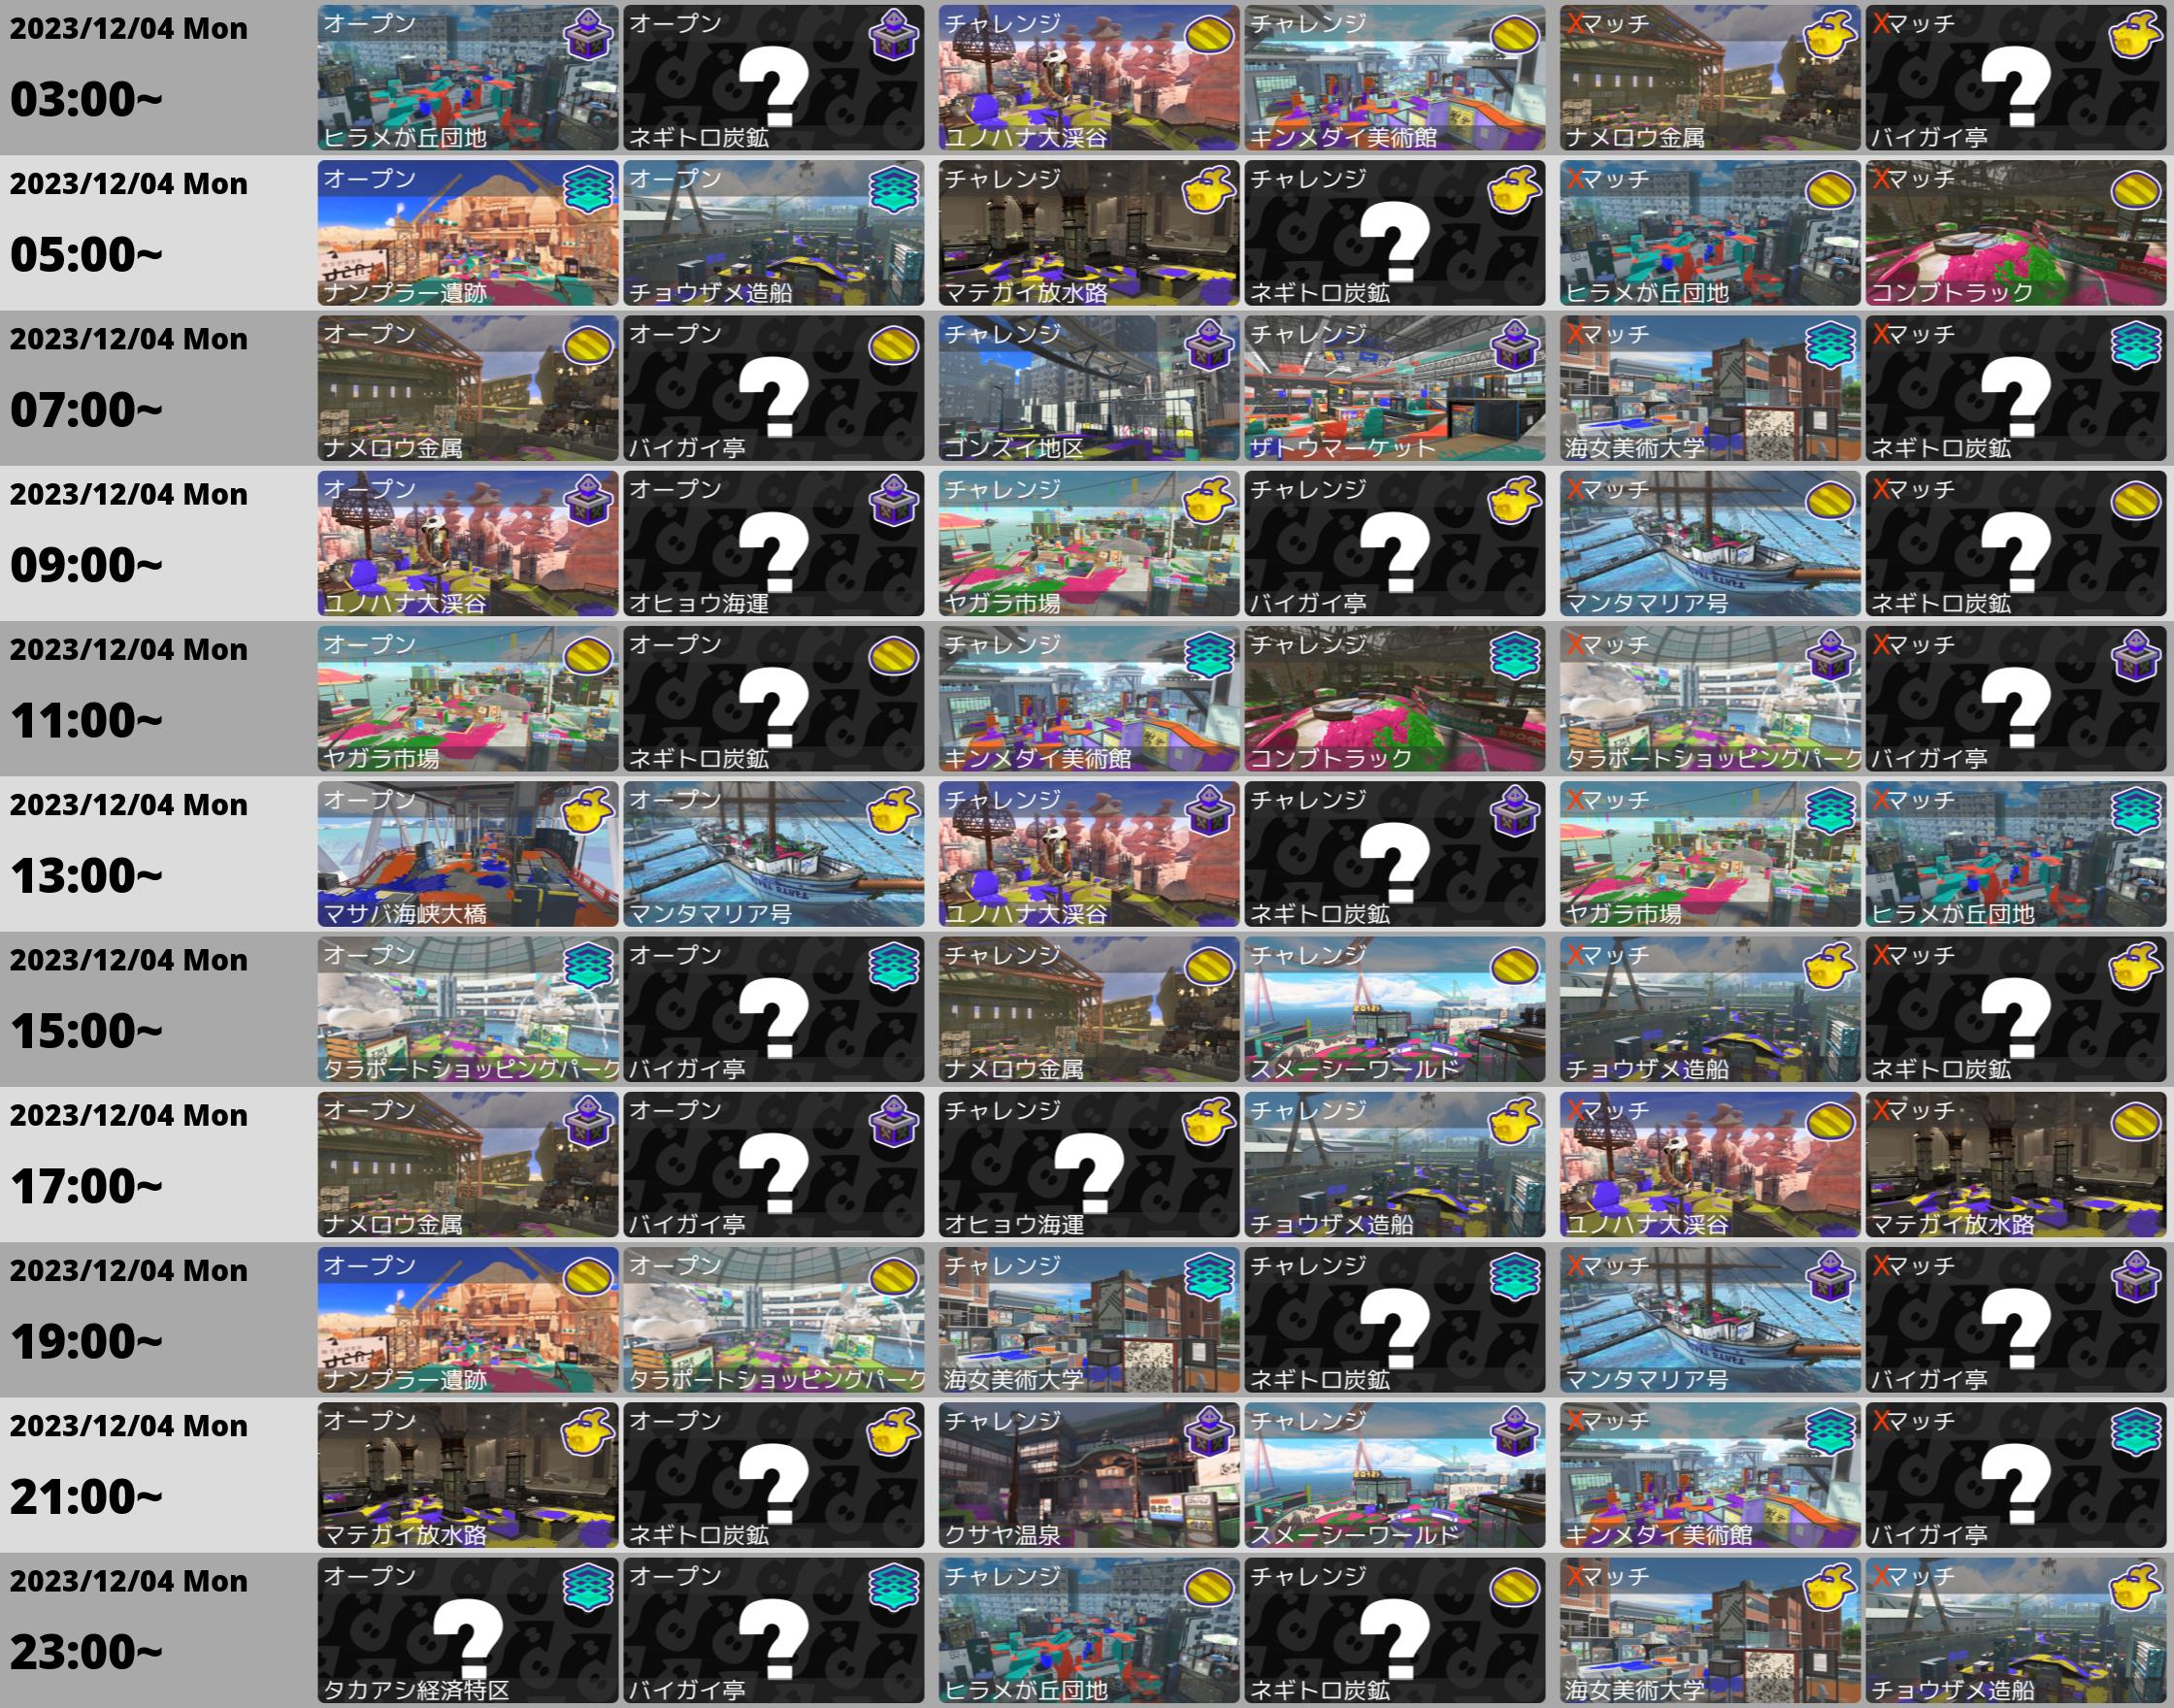 2023/12/04 Mon
03:00~
オープン
ヒラメが丘団地
オープン
ネギトロ炭鉱
チャレンジ
ユノハナ大渓谷
チャレンジ
キンメダイ美術館
Xマッチ
ナメロウ金属
Xマッチ
バイガイ亭
2023/12/04 Mon
05:00~
オープン
ナンプラー遺跡
オープン
チョウザメ造船
チャレンジ
マテガイ放水路
チャレンジ
ネギトロ炭鉱
Xマッチ
ヒラメが丘団地
Xマッチ
コンブトラック
2023/12/04 Mon
07:00~
オープン
ナメロウ金属
オープン
バイガイ亭
チャレンジ
ゴンズイ地区
チャレンジ
ザトウマーケット
Xマッチ
海女美術大学
Xマッチ
ネギトロ炭鉱
2023/12/04 Mon
09:00~
オープン
ユノハナ大渓谷
オープン
オヒョウ海運
チャレンジ
ヤガラ市場
チャレンジ
バイガイ亭
Xマッチ
マンタマリア号
Xマッチ
ネギトロ炭鉱
2023/12/04 Mon
11:00~
オープン
ヤガラ市場
オープン
ネギトロ炭鉱
チャレンジ
キンメダイ美術館
チャレンジ
コンブトラック
Xマッチ
タラポートショッピングパーク
Xマッチ
バイガイ亭
2023/12/04 Mon
13:00~
オープン
マサバ海峡大橋
オープン
マンタマリア号
チャレンジ
ユノハナ大渓谷
チャレンジ
ネギトロ炭鉱
Xマッチ
ヤガラ市場
Xマッチ
ヒラメが丘団地
2023/12/04 Mon
15:00~
オープン
タラポートショッピングパーク
オープン
バイガイ亭
チャレンジ
ナメロウ金属
チャレンジ
スメーシーワールド
Xマッチ
チョウザメ造船
Xマッチ
ネギトロ炭鉱
2023/12/04 Mon
17:00~
オープン
ナメロウ金属
オープン
バイガイ亭
チャレンジ
オヒョウ海運
チャレンジ
チョウザメ造船
Xマッチ
ユノハナ大渓谷
Xマッチ
マテガイ放水路
2023/12/04 Mon
19:00~
オープン
ナンプラー遺跡
オープン
タラポートショッピングパーク
チャレンジ
海女美術大学
チャレンジ
ネギトロ炭鉱
Xマッチ
マンタマリア号
Xマッチ
バイガイ亭
2023/12/04 Mon
21:00~
オープン
マテガイ放水路
オープン
ネギトロ炭鉱
チャレンジ
クサヤ温泉
チャレンジ
スメーシーワールド
Xマッチ
キンメダイ美術館
Xマッチ
バイガイ亭
2023/12/04 Mon
23:00~
オープン
タカアシ経済特区
オープン
バイガイ亭
チャレンジ
ヒラメが丘団地
チャレンジ
ネギトロ炭鉱
Xマッチ
海女美術大学
Xマッチ
チョウザメ造船